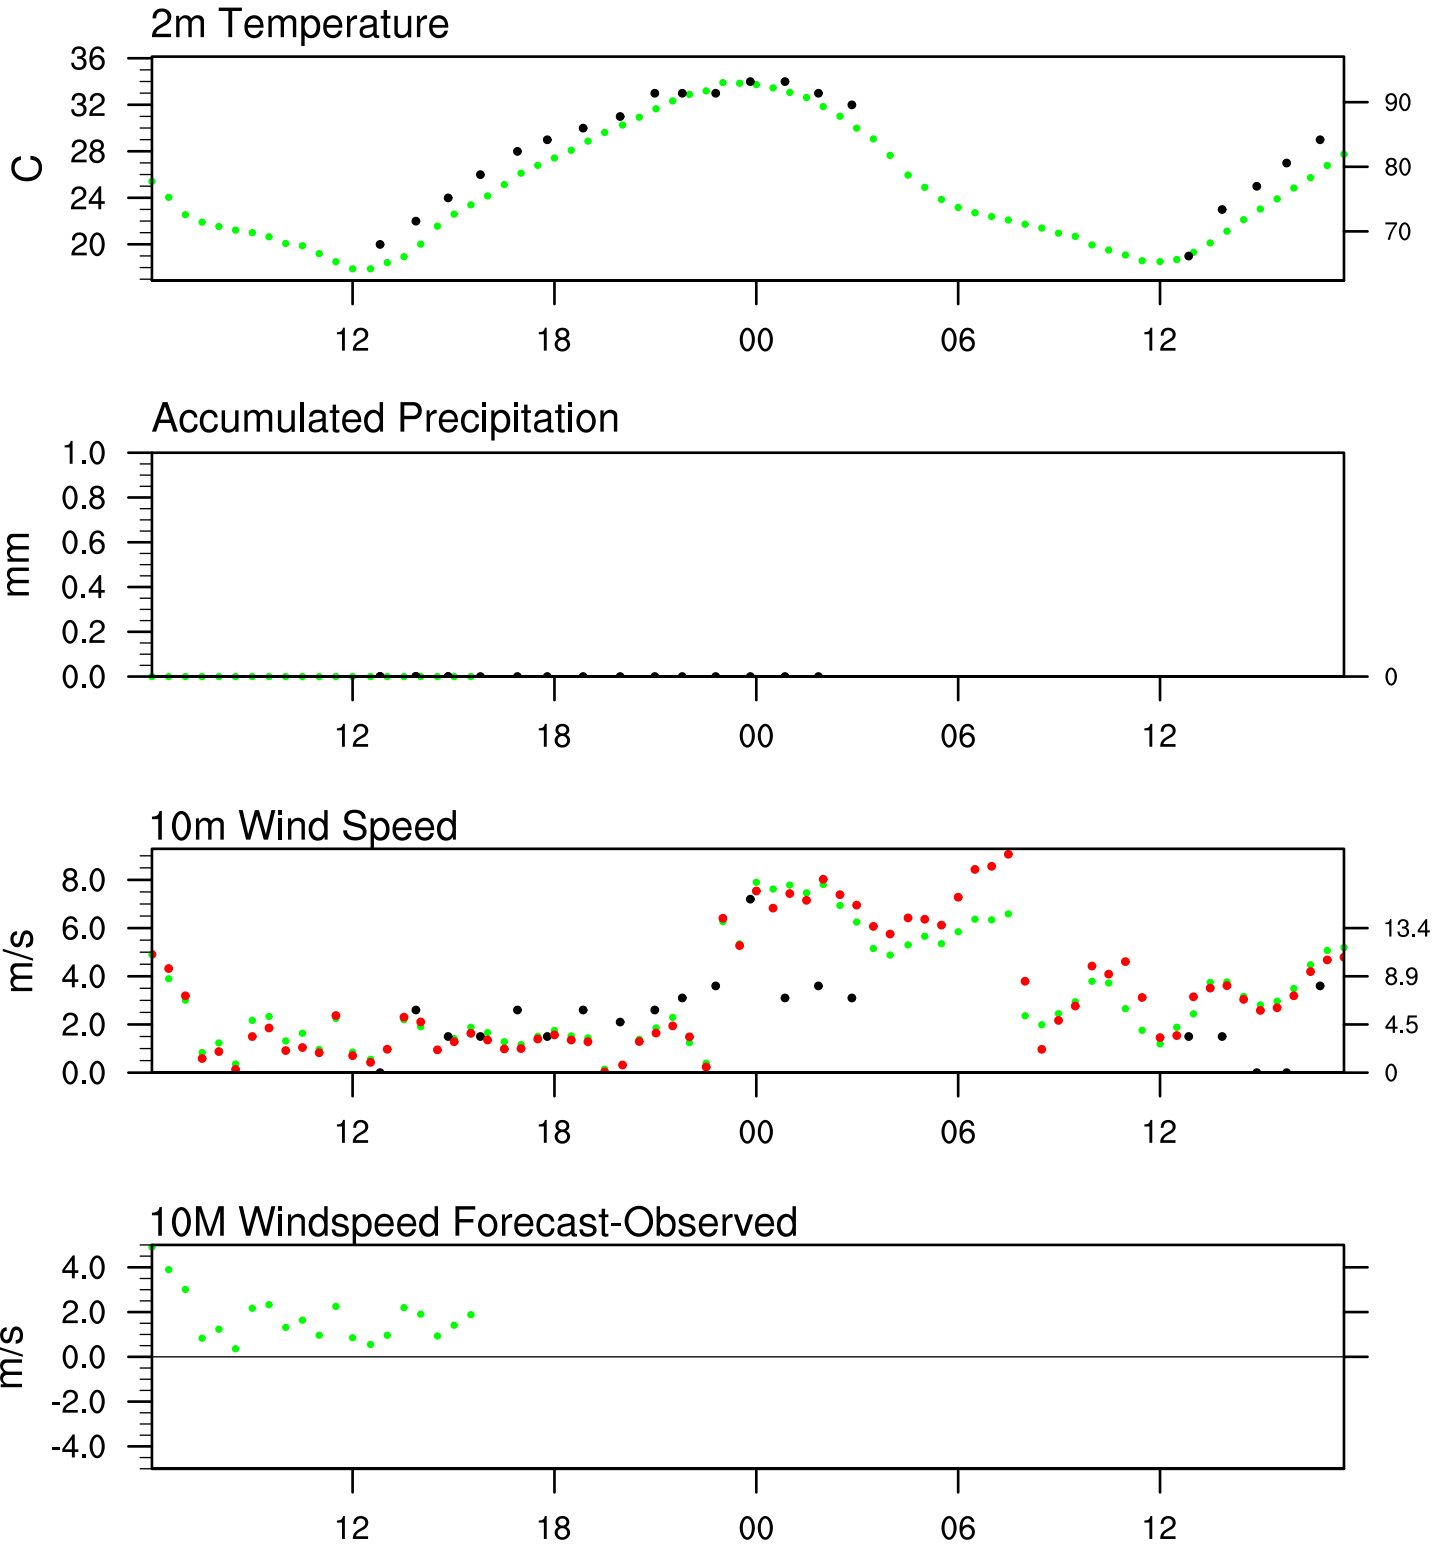 2m Temperature
36
32
28
24
20
C
90
80
70
12 18 00 06 12
Accumulated Precipitation
1.0
0.8
0.6
0.4
0.2
0.0
mm
0
12 18 00 06 12
10m Wind Speed
8.0
6.0
4.0
2.0
0.0
m/s
13.4
8.9
4.5
0
12 18 00 06 12
10M Windspeed Forecast-Observed
4.0
2.0
0.0
-2.0
-4.0
m/s
12 18 00 06 12